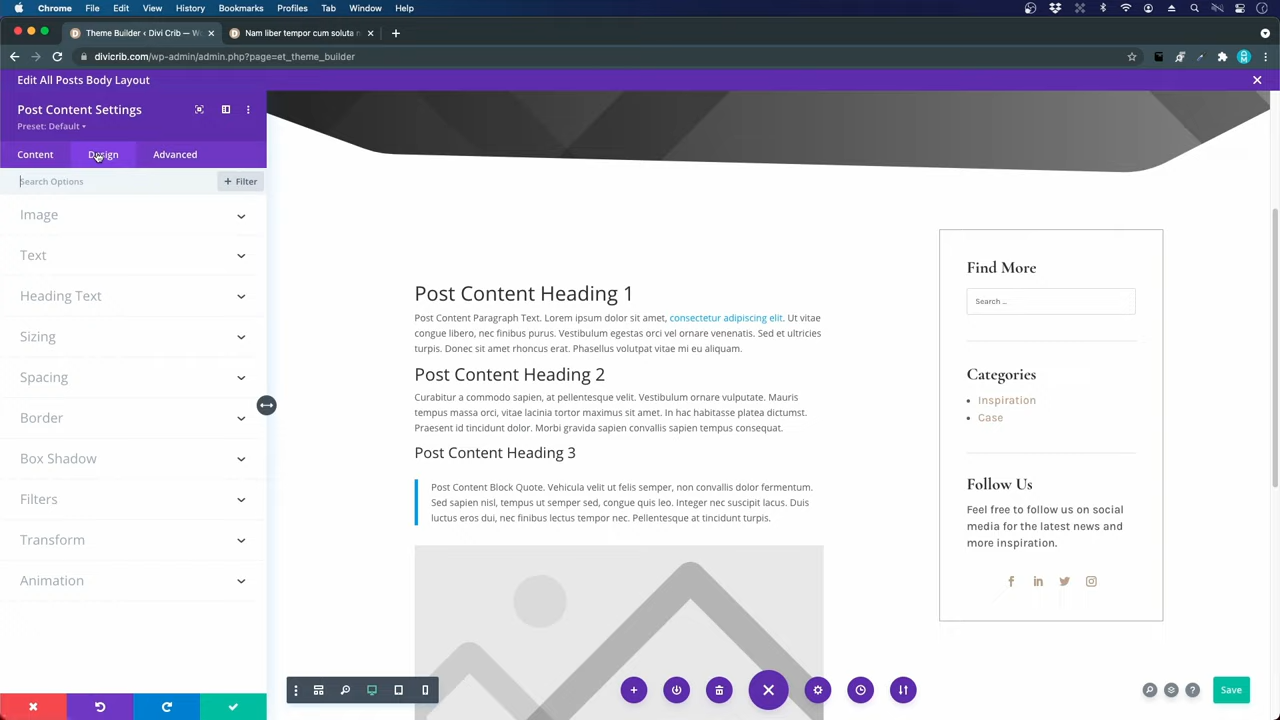 Chrome File Edit View History Bookmarks Profiles Tab Window Help
Theme Builder ‹ Divi Crib — W
Nam liber tempor cum soluta n
divicrib.com/wp-admin/admin.php?page=et_theme_builder
Edit All Posts Body Layout
Post Content Settings
Preset: Default
Content Design Advanced
Search Options
+ Filter
Image
Text
Heading Text
Sizing
Spacing
Border
Box Shadow
Filters
Transform
Animation
Post Content Heading 1
Post Content Paragraph Text. Lorem ipsum dolor sit amet, consectetur adipiscing elit. Ut vitae
congue libero, nec finibus purus. Vestibulum egestas orci vel ornare venenatis. Sed et ultricies
turpis. Donec sit amet rhoncus erat. Phasellus volutpat vitae mi eu aliquam.
Post Content Heading 2
Curabitur a commodo sapien, at pellentesque velit. Vestibulum ornare vulputate. Mauris
tempus massa orci, vitae lacinia tortor maximus sit amet. In hac habitasse platea dictumst.
Praesent id tincidunt dolor. Morbi gravida sapien convallis sapien tempus consequat.
Post Content Heading 3
Post Content Block Quote. Vehicula velit ut felis semper, non convallis dolor fermentum.
Sed sapien nisl, tempus ut semper sed, congue quis leo. Integer nec suscipit lacus. Duis
luctus eros dui, nec finibus lectus tempor nec. Pellentesque at tincidunt turpis.
Find More
Search ...
Categories
Inspiration
Case
Follow Us
Feel free to follow us on social
media for the latest news and
more inspiration.
Save